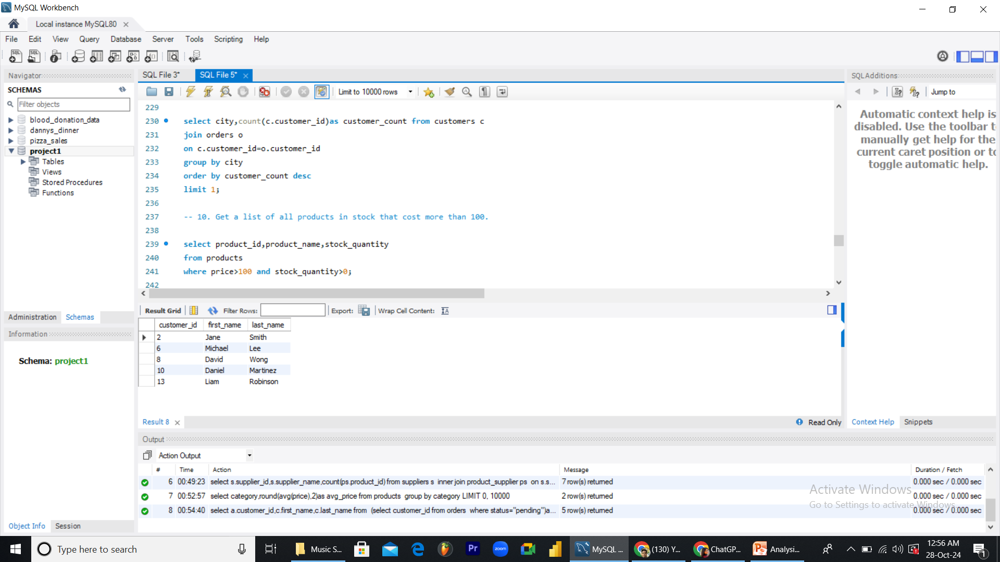 MySQL Workbench
Local instance MySQL80
File Edit View Query Database Server Tools Scripting Help
Navigator
SCHEMAS
Filter objects
blood_donation_data
dannys_dinner
pizza_sales
project1
Tables
Views
Stored Procedures
Functions
Administration Schemas
Information
Schema: project1
Object Info Session
SQL File 3* SQL File 5*
Limit to 10000 rows
229
230 select city,count(c.customer_id)as customer_count from customers c
231 join orders o
232 on c.customer_id=o.customer_id
233 group by city
234 order by customer_count desc
235 limit 1;
236
237 -- 10. Get a list of all products in stock that cost more than 100.
238
239 select product_id,product_name,stock_quantity
240 from products
241 where price>100 and stock_quantity>0;
242
Result Grid Filter Rows: Export: Wrap Cell Content:
customer_id first_name last_name
2 Jane Smith
6 Michael Lee
8 David Wong
10 Daniel Martinez
13 Liam Robinson
Result 8
Read Only
SQLAdditions
Jump to
Automatic context help is
disabled. Use the toolbar t
manually get help for the
current caret position or to
toggle automatic help.
Context Help Snippets
Output
Action Output
# Time Action Message Duration / Fetch
6 00:49:23 select s.supplier_id,s.supplier_name,count(ps.product_id) from suppliers s inner join product_supplier ps on s.s... 7 row(s) returned 0.000 sec / 0.000 sec
7 00:52:57 select category,round(avg(price),2)as avg_price from products group by category LIMIT 0, 10000 2 row(s) returned 0.000 sec / 0.000 sec
8 00:54:40 select a.customer_id,c.first_name,c.last_name from (select customer_id from orders where status="pending")a... 5 row(s) returned 0.000 sec / 0.000 sec
Activate Windows
Go to Settings to activate Windows.
Type here to search
Music S...
Pr
zoom
MySQL ...
(130) Y...
ChatGP...
Analysi...
12:56 AM
28-Oct-24
1